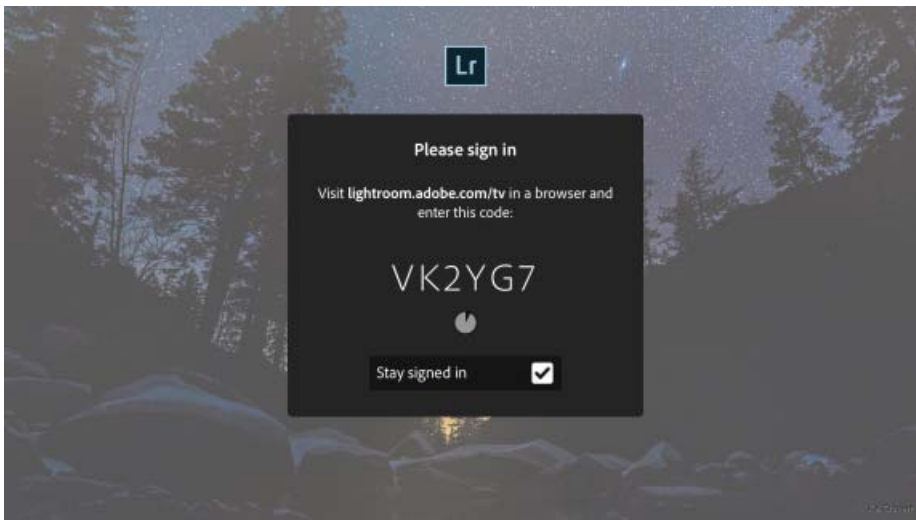 Lr
Please sign in
Visit lightroom.adobe.com/tv in a browser and
enter this code:
VK2YG7
Stay signed in